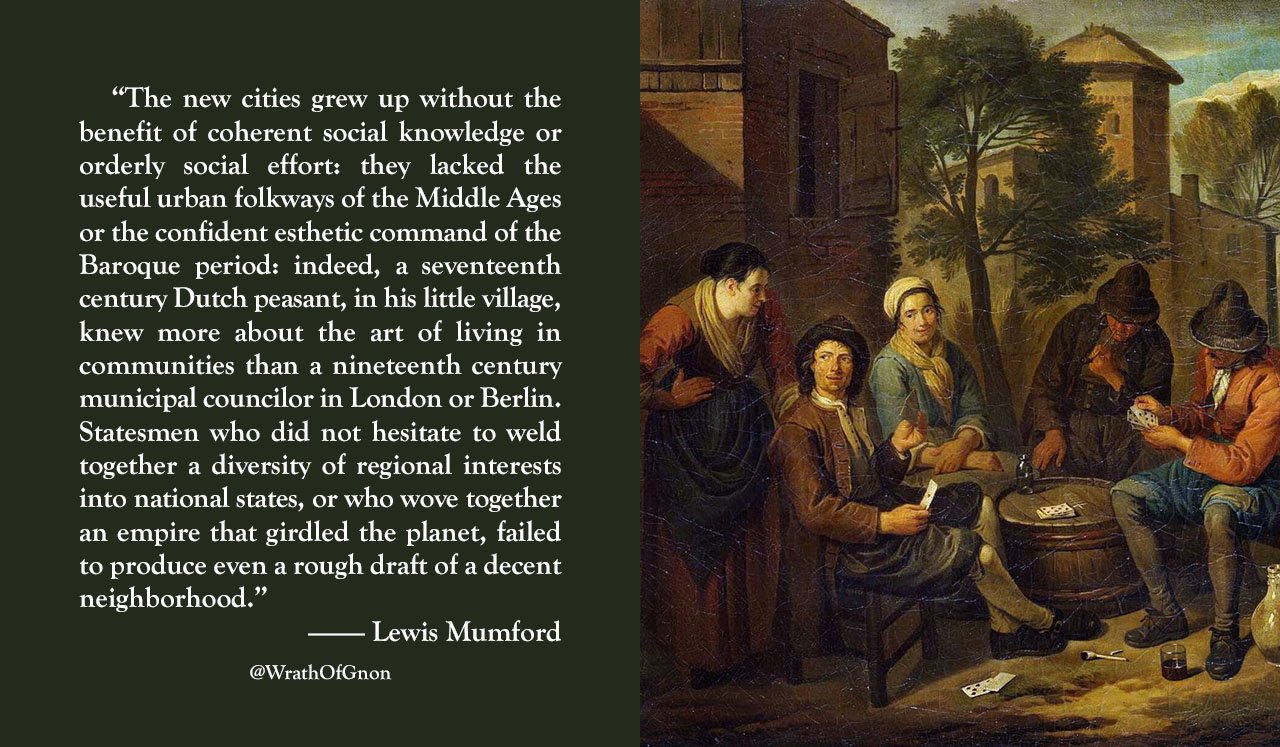 “The new cities grew up without the
benefit of coherent social knowledge or
orderly social effort: they lacked the
useful urban folkways of the Middle Ages
or the confident esthetic command of the
Baroque period: indeed, a seventeenth
century Dutch peasant, in his little village,
knew more about the art of living in
communities than a nineteenth century
municipal councilor in London or Berlin.
Statesmen who did not hesitate to weld
together a diversity of regional interests
into national states, or who wove together
an empire that girdled the planet, failed
to produce even a rough draft of a decent
neighborhood.”
—— Lewis Mumford
@WrathOfGnon